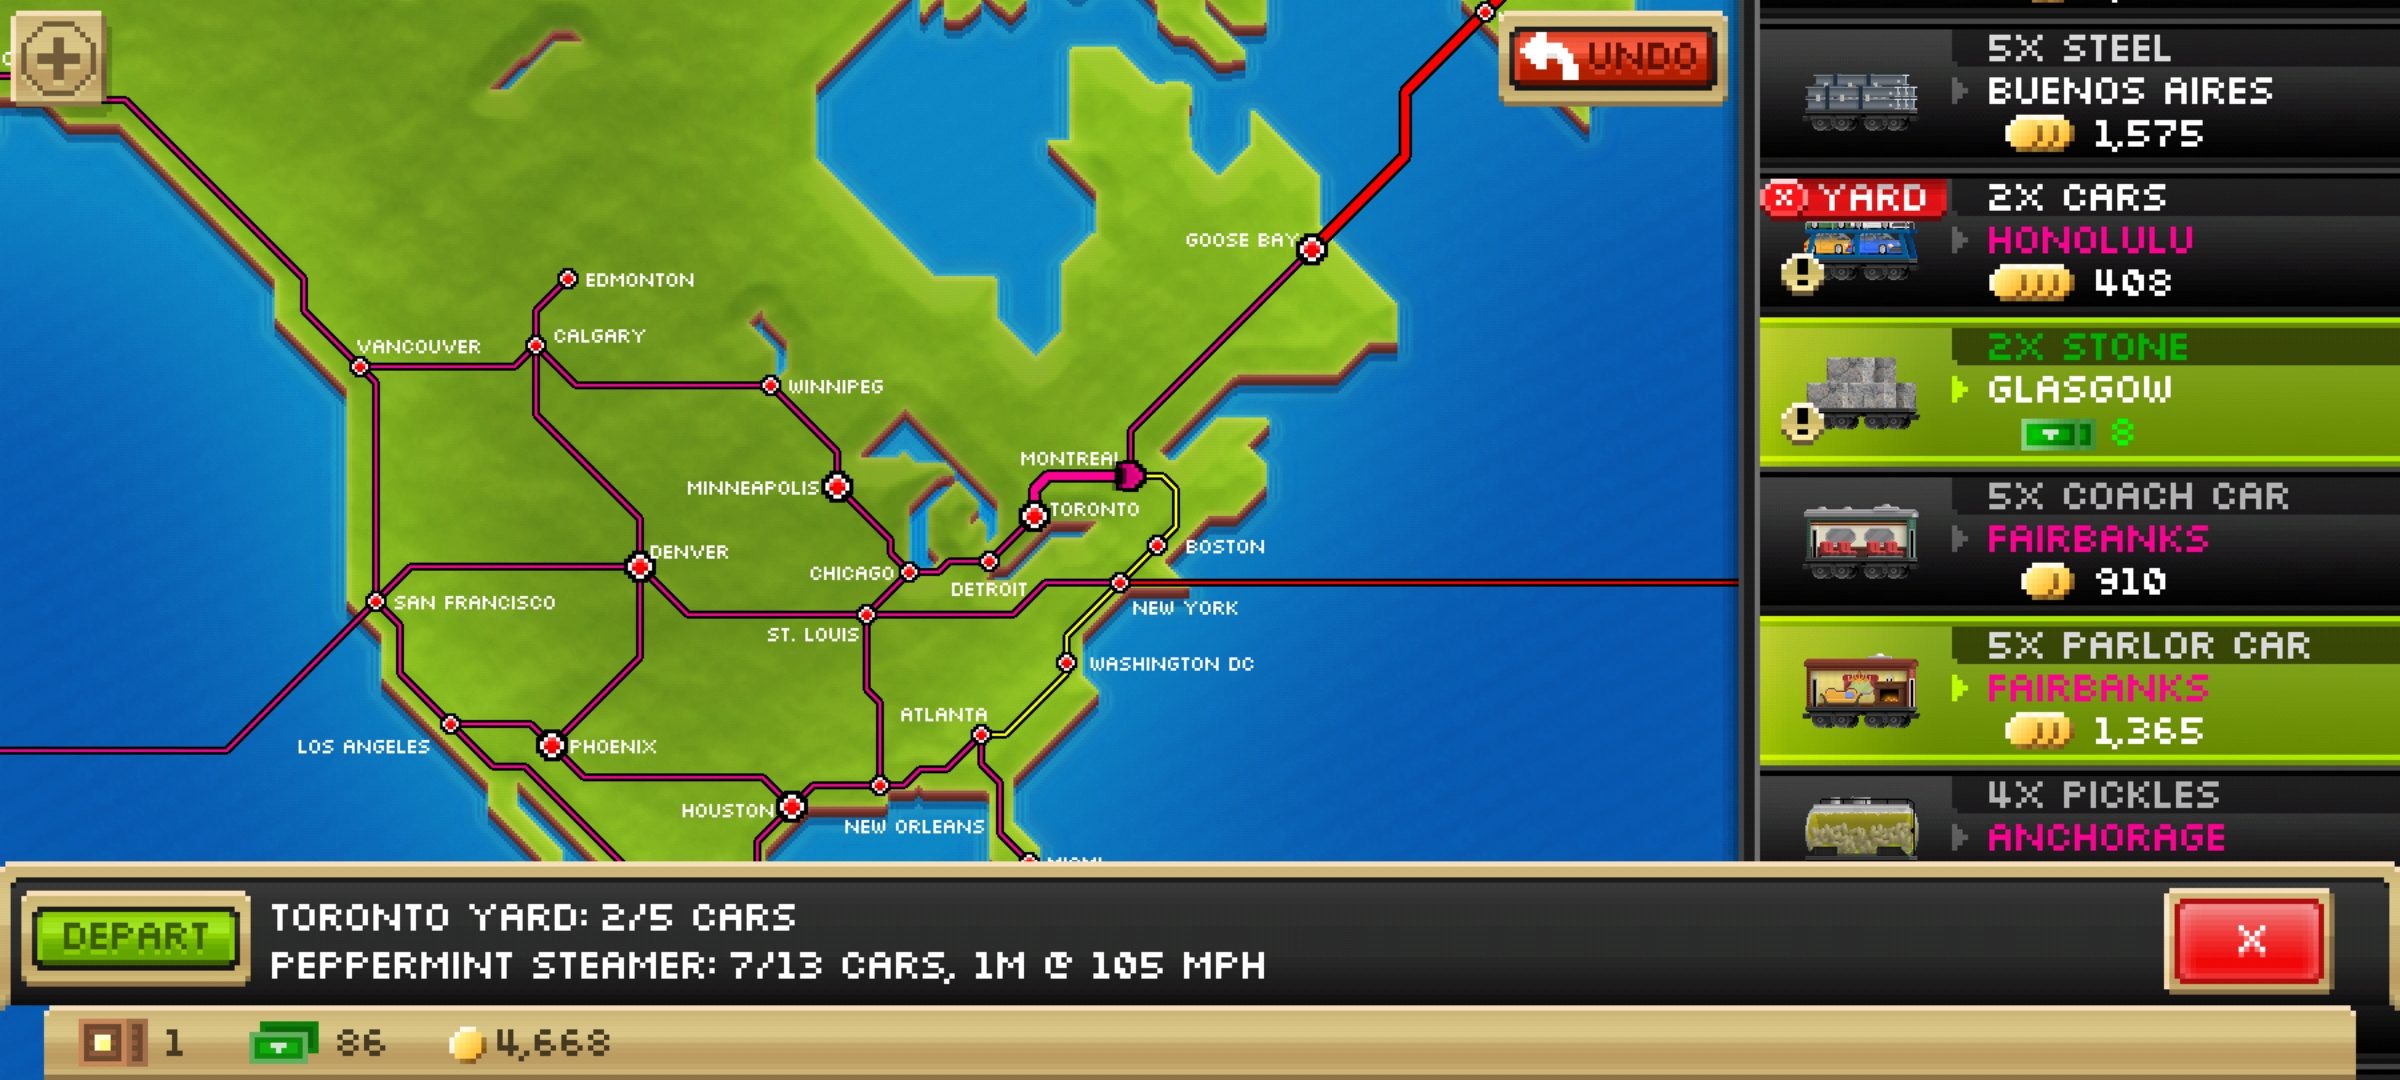 UNDO
GOOSE BAY
EDMONTON
CALGARY
VANCOUVER
WINNIPEG
MONTREAL
MINNEAPOLIS
TORONTO
BOSTON
DENVER
CHICAGO
DETROIT
SAN FRANCISCO
NEW YORK
ST. LOUIS
WASHINGTON DC
ATLANTA
LOS ANGELES
PHOENIX
HOUSTON
NEW ORLEANS
MIAMI
5X STEEL
BUENOS AIRES
1,575
YARD
2X CARS
HONOLULU
408
2X STONE
GLASGOW
8
5X COACH CAR
FAIRBANKS
910
5X PARLOR CAR
FAIRBANKS
1,365
4X PICKLES
ANCHORAGE
DEPART
TORONTO YARD: 2/5 CARS
PEPPERMINT STEAMER: 7/13 CARS, 1M @ 105 MPH
X
1
86
4,668